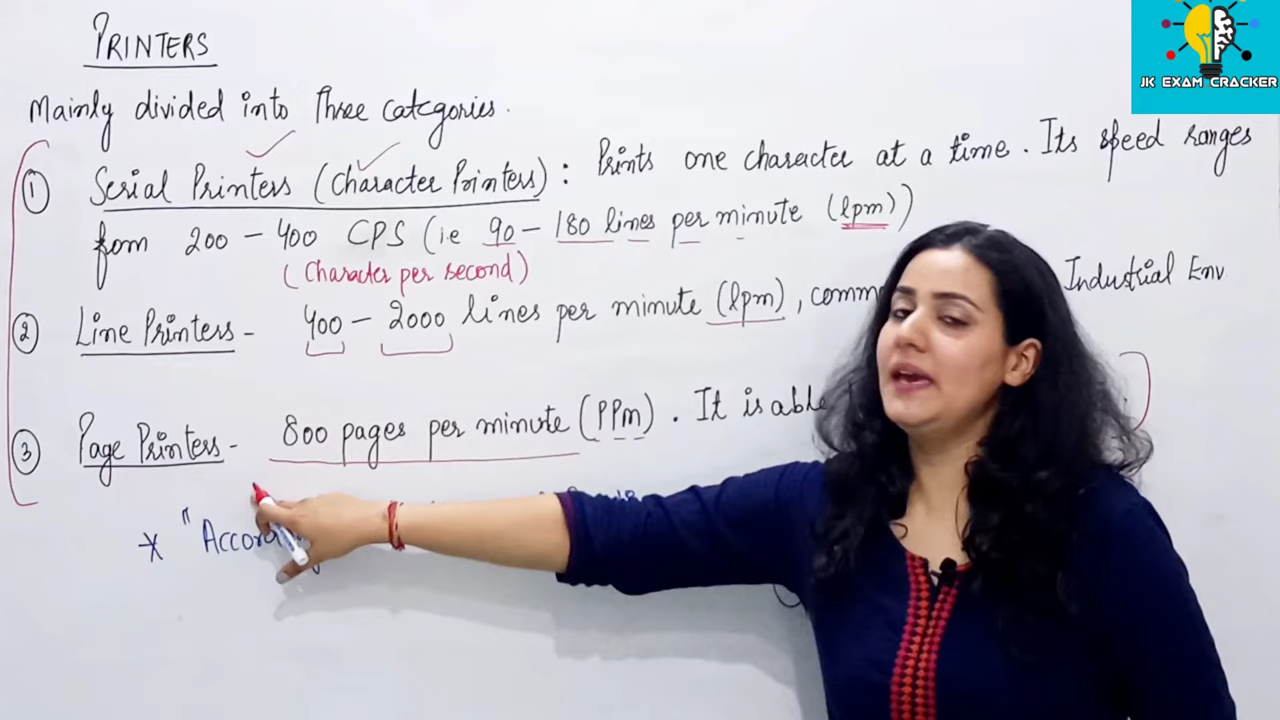 PRINTERS
JK EXAM CRACKER
Mainly divided into Three categories.
① Serial Printers (Character Printers) : Prints one character at a time. Its speed ranges
from 200 - 400 CPS (ie 90 - 180 lines per minute (lpm))
(Character per second)
② Line Printers - 400 - 2000 lines per minute (lpm), Industrial Env
③ Page Printers - 800 pages per minute (PPm). It is able
* "